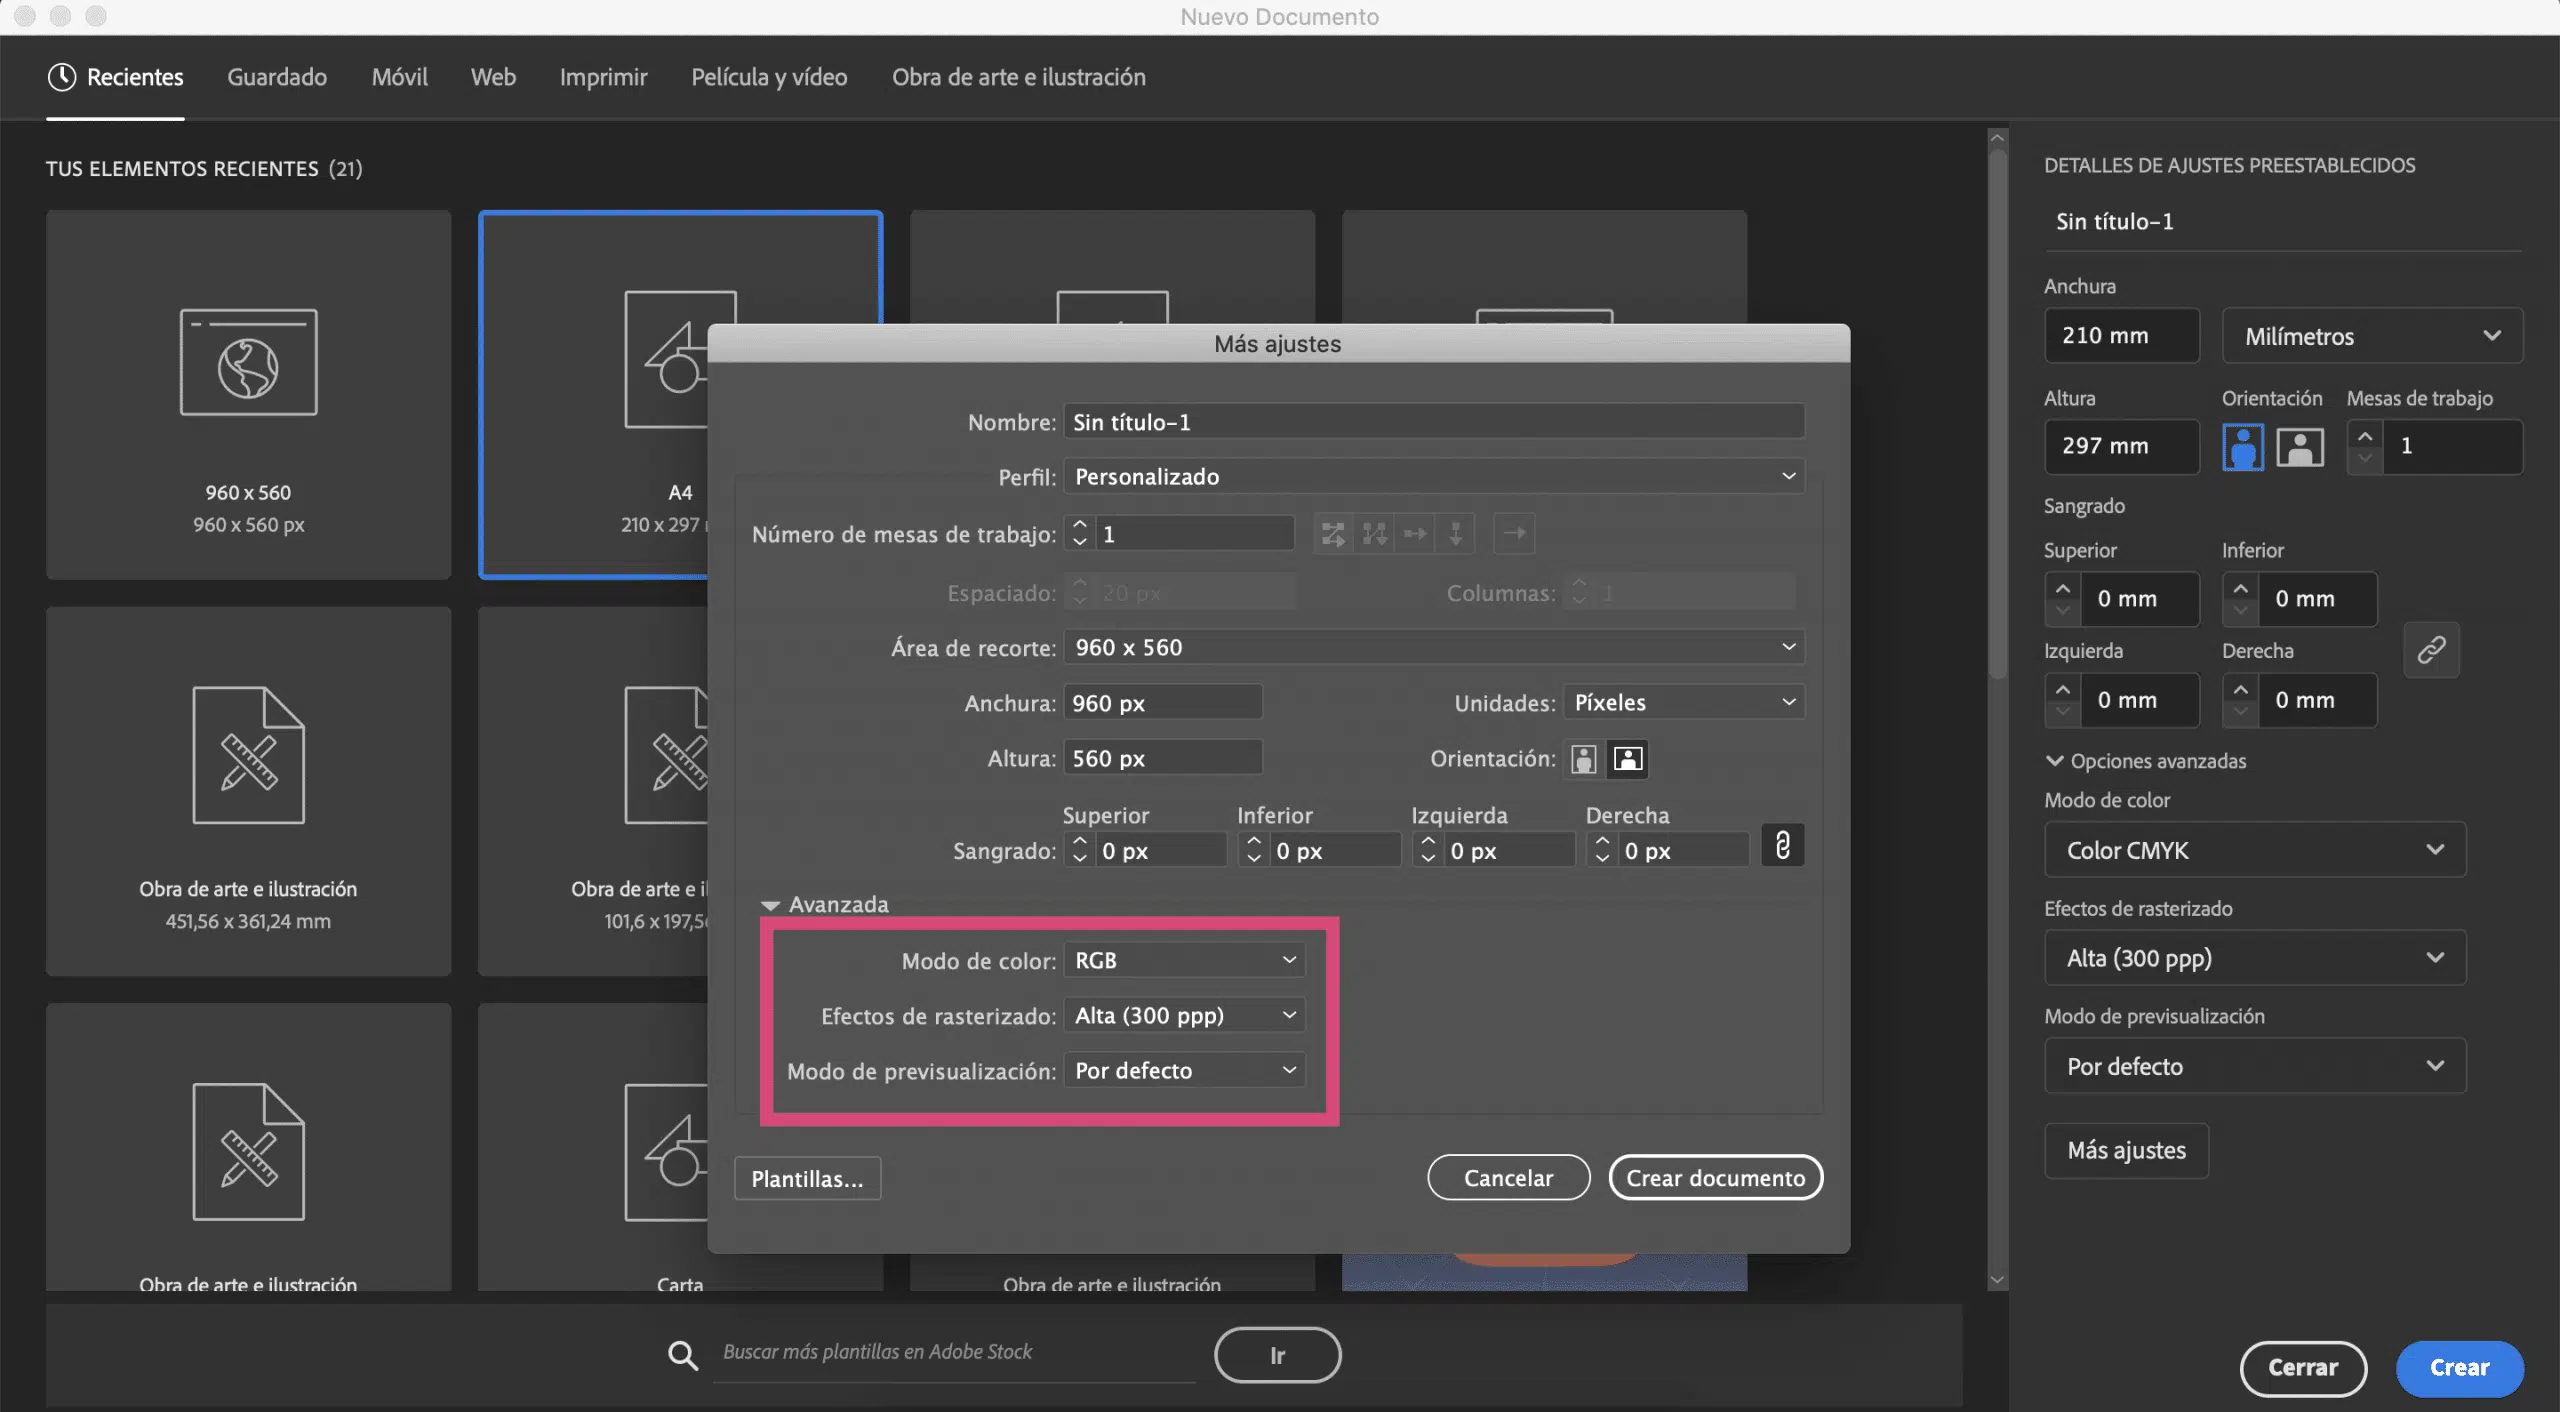 Nuevo Documento
Recientes
Guardado
Móvil
Web
Imprimir
Película y vídeo
Obra de arte e ilustración
TUS ELEMENTOS RECIENTES (21)
960 x 560
960 x 560 px
A4
210 x 297
Obra de arte e ilustración
451,56 x 361,24 mm
Obra de arte e i
101,6 x 197,5
Obra de arte e ilustración
Carta
Obra de arte e ilustración
Más ajustes
Nombre: Sin título-1
Perfil: Personalizado
Número de mesas de trabajo: 1
Espaciado: 20 px
Columnas: 1
Área de recorte: 960 x 560
Anchura: 960 px
Unidades: Píxeles
Altura: 560 px
Orientación:
Superior
Inferior
Izquierda
Derecha
Sangrado: 0 px 0 px 0 px 0 px
Avanzada
Modo de color: RGB
Efectos de rasterizado: Alta (300 ppp)
Modo de previsualización: Por defecto
Plantillas...
Cancelar
Crear documento
Buscar más plantillas en Adobe Stock
Ir
DETALLES DE AJUSTES PREESTABLECIDOS
Sin título-1
Anchura
210 mm
Milímetros
Altura
Orientación
Mesas de trabajo
297 mm
1
Sangrado
Superior
Inferior
0 mm
0 mm
Izquierda
Derecha
0 mm
0 mm
Opciones avanzadas
Modo de color
Color CMYK
Efectos de rasterizado
Alta (300 ppp)
Modo de previsualización
Por defecto
Más ajustes
Cerrar
Crear